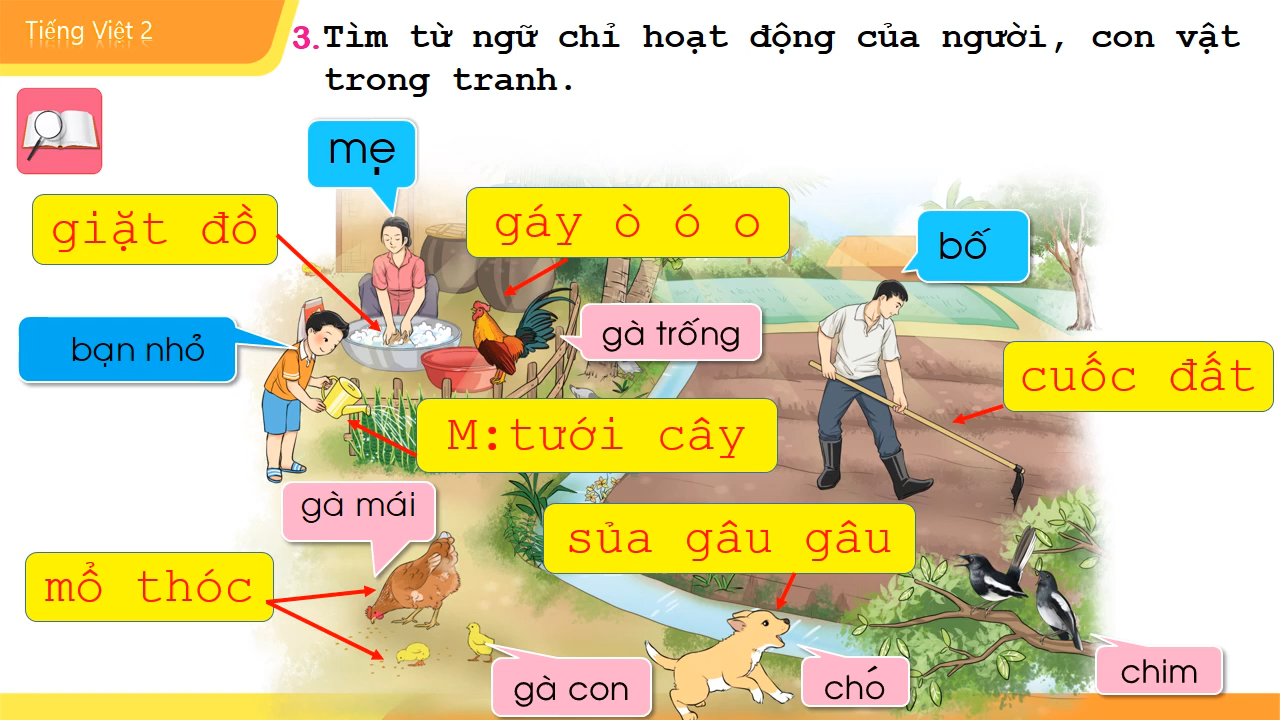 Tiếng Việt 2
3. Tìm từ ngữ chỉ hoạt động của người, con vật
trong tranh.
mẹ
giặt đồ
gáy ò ó o
bố
bạn nhỏ
gà trống
cuốc đất
M:tưới cây
gà mái
sủa gâu gâu
mổ thóc
gà con
chó
chim